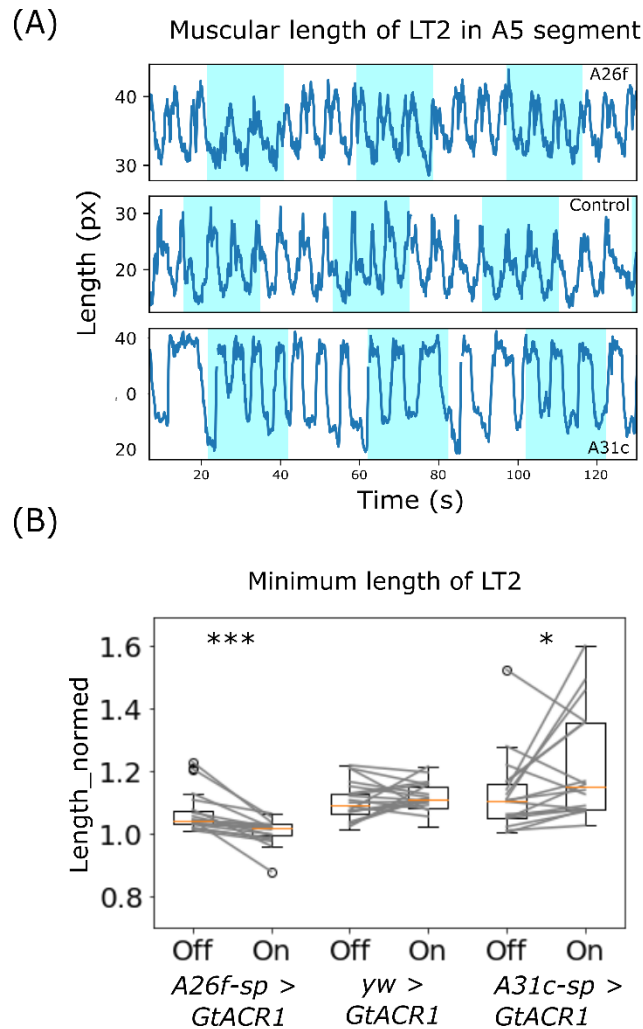 (A)
Muscular length of LT2 in A5 segment
A26f
40
30
Control
30
20
Length (px)
40
, 0
20
A31c
20 40 60 80 100 120
Time (s)
(B)
Minimum length of LT2
*** *
1.6
1.4
1.2
1.0
0.8
Length_normed
Off On Off On Off On
A26f-sp > yw > A31c-sp >
GtACR1 GtACR1 GtACR1